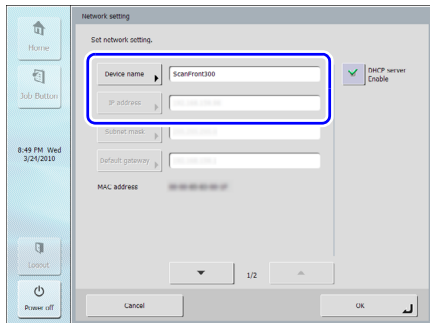 Network setting
Home
Job Button
8:49 PM Wed
3/24/2010
Logout
Power off
Set network setting.
Device name
ScanFront300
DHCP server
Enable
IP address
Subnet mask
Default gateway
MAC address
1/2
Cancel
OK